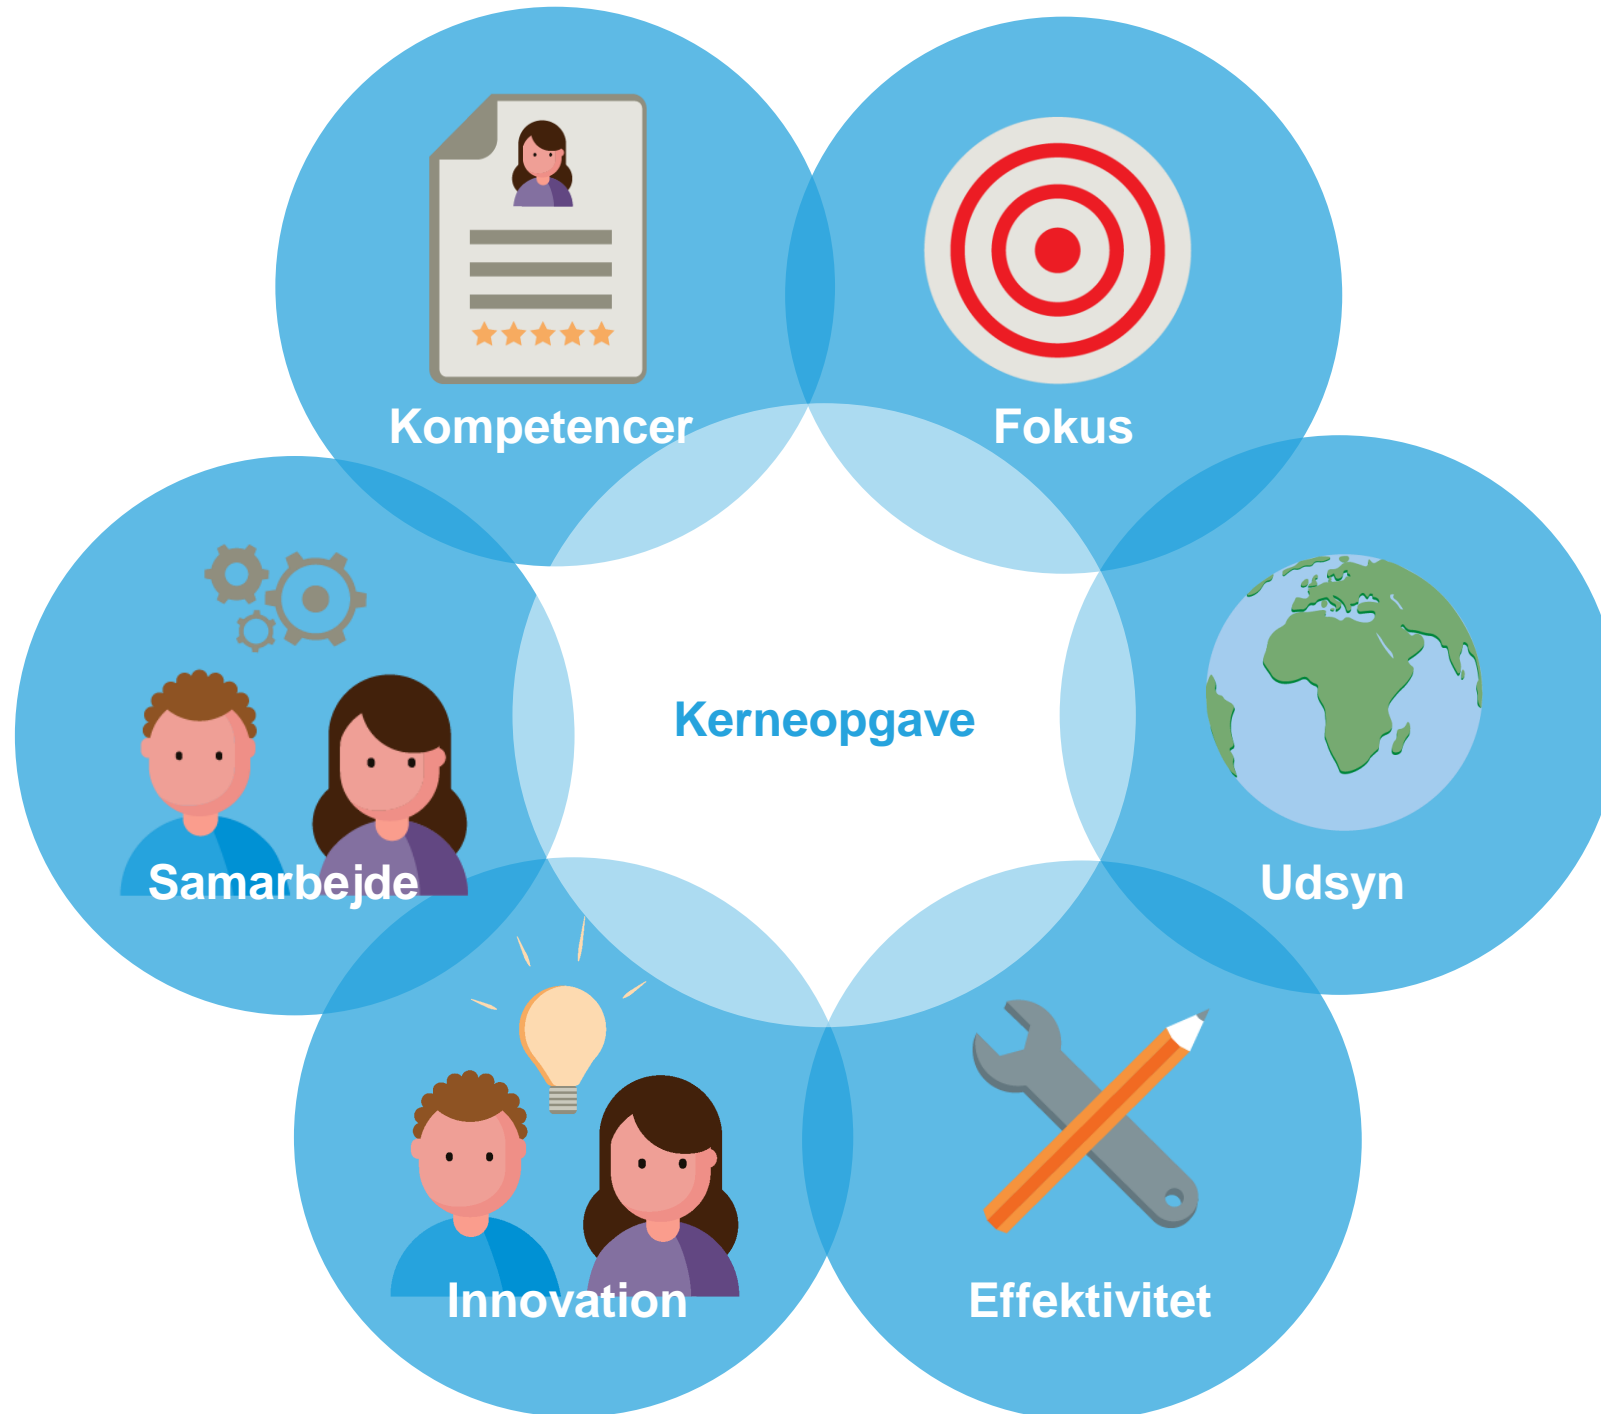 Kompetencer
Fokus
Kerneopgave
Samarbejde
Udsyn
Innovation
Effektivitet